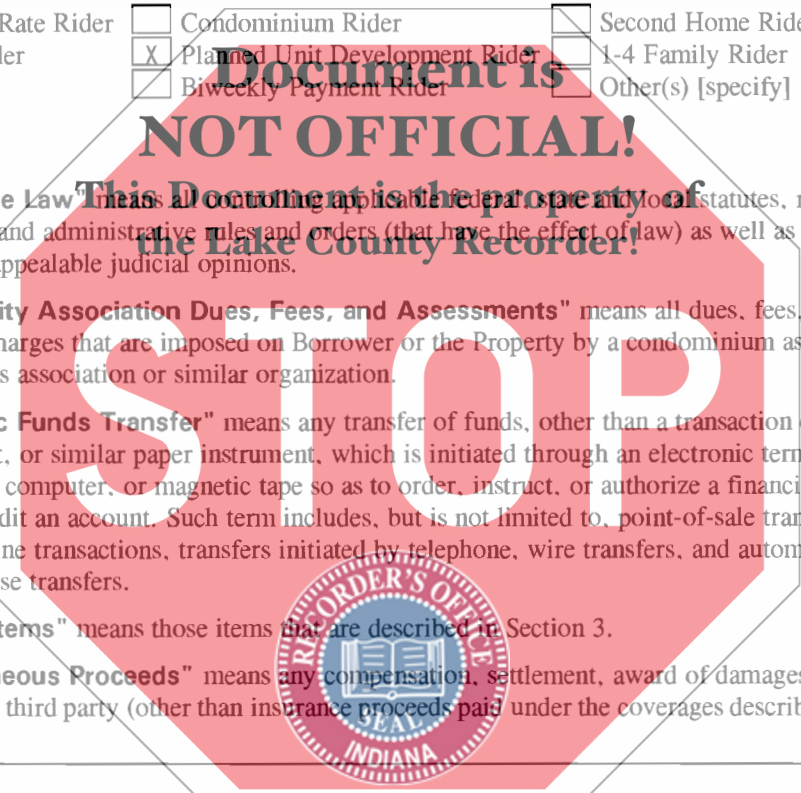 Rate Rider Condominium Rider Second Home Ride
ler X Planned Unit Development Rider 1-4 Family Rider
Biweekly Payment Rider Other(s) [specify]
Document is
NOT OFFICIAL!
This Document is the property of
the Lake County Recorder!
e Law" means all controlling applicable federal, state and local statutes, r
and administrative rules and orders (that have the effect of law) as well as
ppealable judicial opinions.
ity Association Dues, Fees, and Assessments" means all dues, fees,
harges that are imposed on Borrower or the Property by a condominium as
s association or similar organization.
c Funds Transfer" means any transfer of funds, other than a transaction
, or similar paper instrument, which is initiated through an electronic term
computer, or magnetic tape so as to order, instruct, or authorize a financi
dit an account. Such term includes, but is not limited to, point-of-sale tran
ne transactions, transfers initiated by telephone, wire transfers, and autom
se transfers.
STOP
tems" means those items that are described in Section 3.
eous Proceeds" means any compensation, settlement, award of damages
third party (other than insurance proceeds paid under the coverages describ
RECORDER'S OFFICE
SEAL
INDIANA